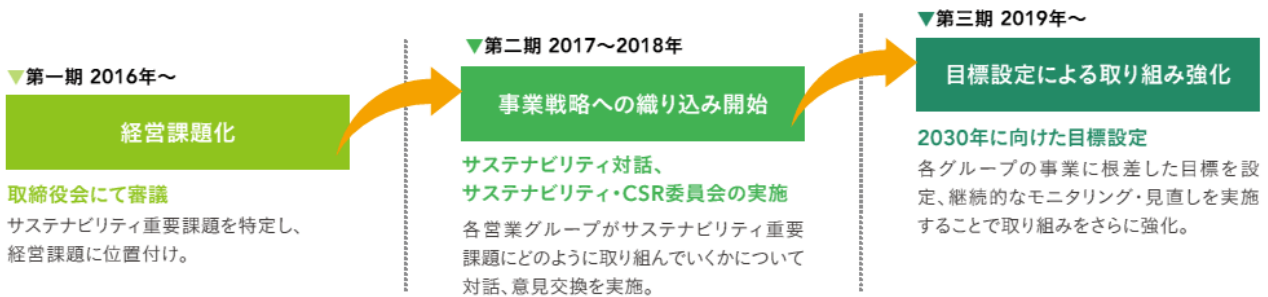 ▼第一期 2016年〜
経営課題化
取締役会にて審議
サステナビリティ重要課題を特定し、
経営課題に位置付け。
▼第二期 2017〜2018年
事業戦略への織り込み開始
サステナビリティ対話、
サステナビリティ・CSR委員会の実施
各営業グループがサステナビリティ重要
課題にどのように取り組んでいくかについて
対話、意見交換を実施。
▼第三期 2019年〜
目標設定による取り組み強化
2030年に向けた目標設定
各グループの事業に根差した目標を設
定、継続的なモニタリング・見直しを実施
することで取り組みをさらに強化。